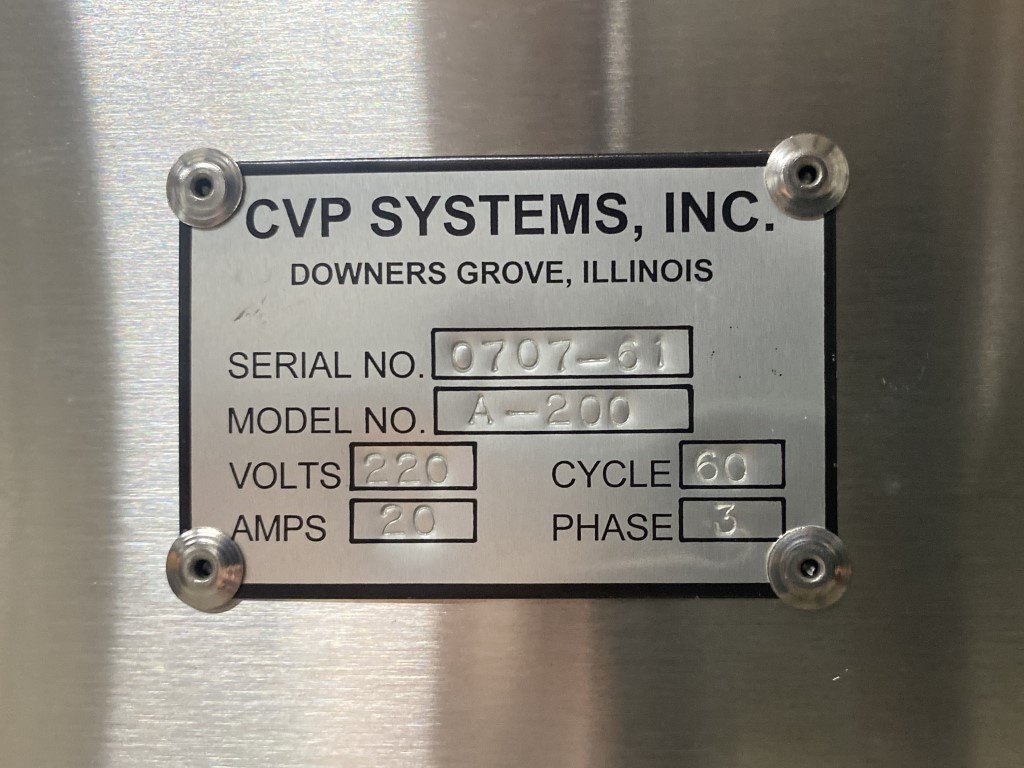 CVP SYSTEMS, INC.
DOWNERS GROVE, ILLINOIS
SERIAL NO. 0707-61
MODEL NO. A-200
VOLTS 220 CYCLE 60
AMPS 20 PHASE 3